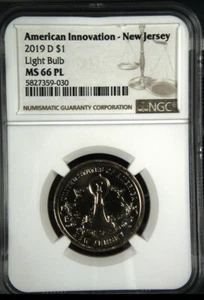 American Innovation - New Jersey
2019 D $1
Light Bulb
MS 66 PL
5827359-030
NUMISMATIC GUARANTY CORPORATION
NGC